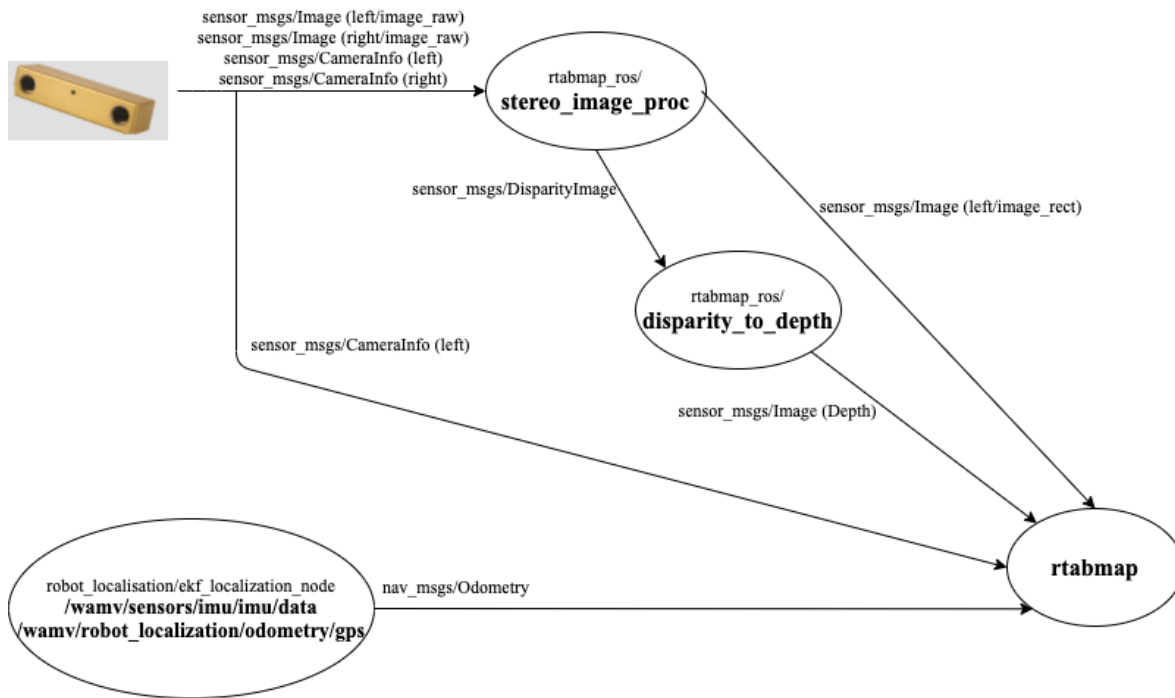 sensor_msgs/Image (left/image_raw)
sensor_msgs/Image (right/image_raw)
sensor_msgs/CameraInfo (left)
sensor_msgs/CameraInfo (right)
rtabmap_ros/
stereo_image_proc
sensor_msgs/DisparityImage
sensor_msgs/Image (left/image_rect)
rtabmap_ros/
disparity_to_depth
sensor_msgs/CameraInfo (left)
sensor_msgs/Image (Depth)
rtabmap
robot_localisation/ekf_localization_node
/wamv/sensors/imu/imu/data
/wamv/robot_localization/odometry/gps
nav_msgs/Odometry